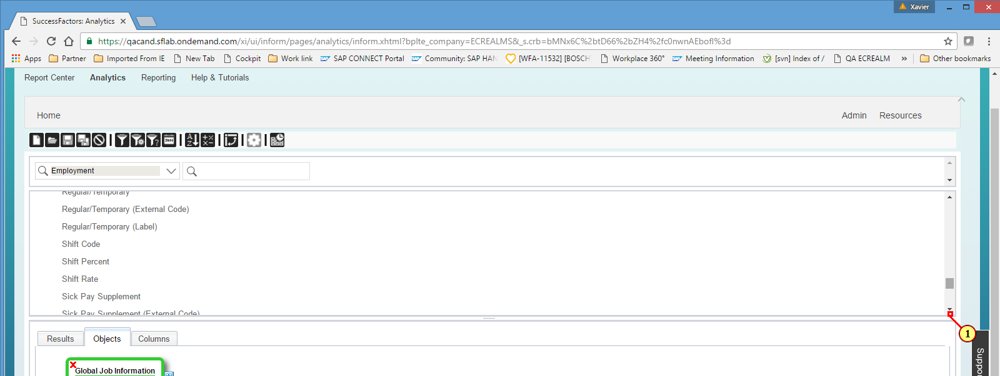 Xavier
SuccessFactors: Analytics
https://qacand.sflab.ondemand.com/xi/ui/inform/pages/analytics/inform.xhtml?bplte_company=ECREALMS&_s.crb=bMNx6C%2btD66%2bZH4%2fc0nwnAEbofI%3d
Apps Partner Imported From IE New Tab Cockpit Work link SAP CONNECT Portal Community: SAP HAN [WFA-11532] [BOSCH Workplace 360° Meeting Information [svn] Index of / QA ECREALM » Other bookmarks
Report Center Analytics Reporting Help & Tutorials
Home Admin Resources
Employment
Regular/Temporary
Regular/Temporary (External Code)
Regular/Temporary (Label)
Shift Code
Shift Percent
Shift Rate
Sick Pay Supplement
Sick Pay Supplement (External Code)
1
Results Objects Columns
Suppo
Global Job Information